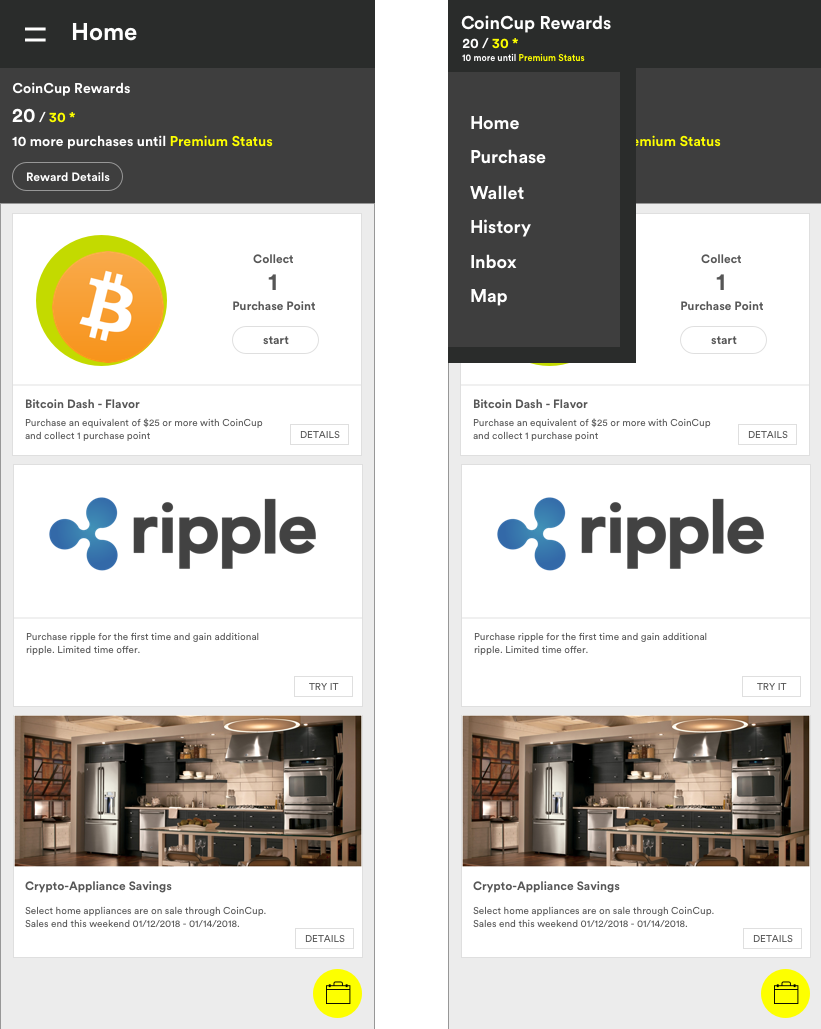 Home
CoinCup Rewards
20 / 30 *
10 more purchases until Premium Status
Reward Details
Collect
1
Purchase Point
start
Bitcoin Dash - Flavor
Purchase an equivalent of $25 or more with CoinCup
and collect 1 purchase point
DETAILS
ripple
Purchase ripple for the first time and gain additional
ripple. Limited time offer.
TRY IT
Crypto-Appliance Savings
Select home appliances are on sale through CoinCup.
Sales end this weekend 01/12/2018 - 01/14/2018.
DETAILS
CoinCup Rewards
20 / 30 *
10 more until Premium Status
Home
Purchase
Wallet
History
Inbox
Map
emium Status
Collect
1
Purchase Point
start
Bitcoin Dash - Flavor
Purchase an equivalent of $25 or more with CoinCup
and collect 1 purchase point
DETAILS
ripple
Purchase ripple for the first time and gain additional
ripple. Limited time offer.
TRY IT
Crypto-Appliance Savings
Select home appliances are on sale through CoinCup.
Sales end this weekend 01/12/2018 - 01/14/2018.
DETAILS